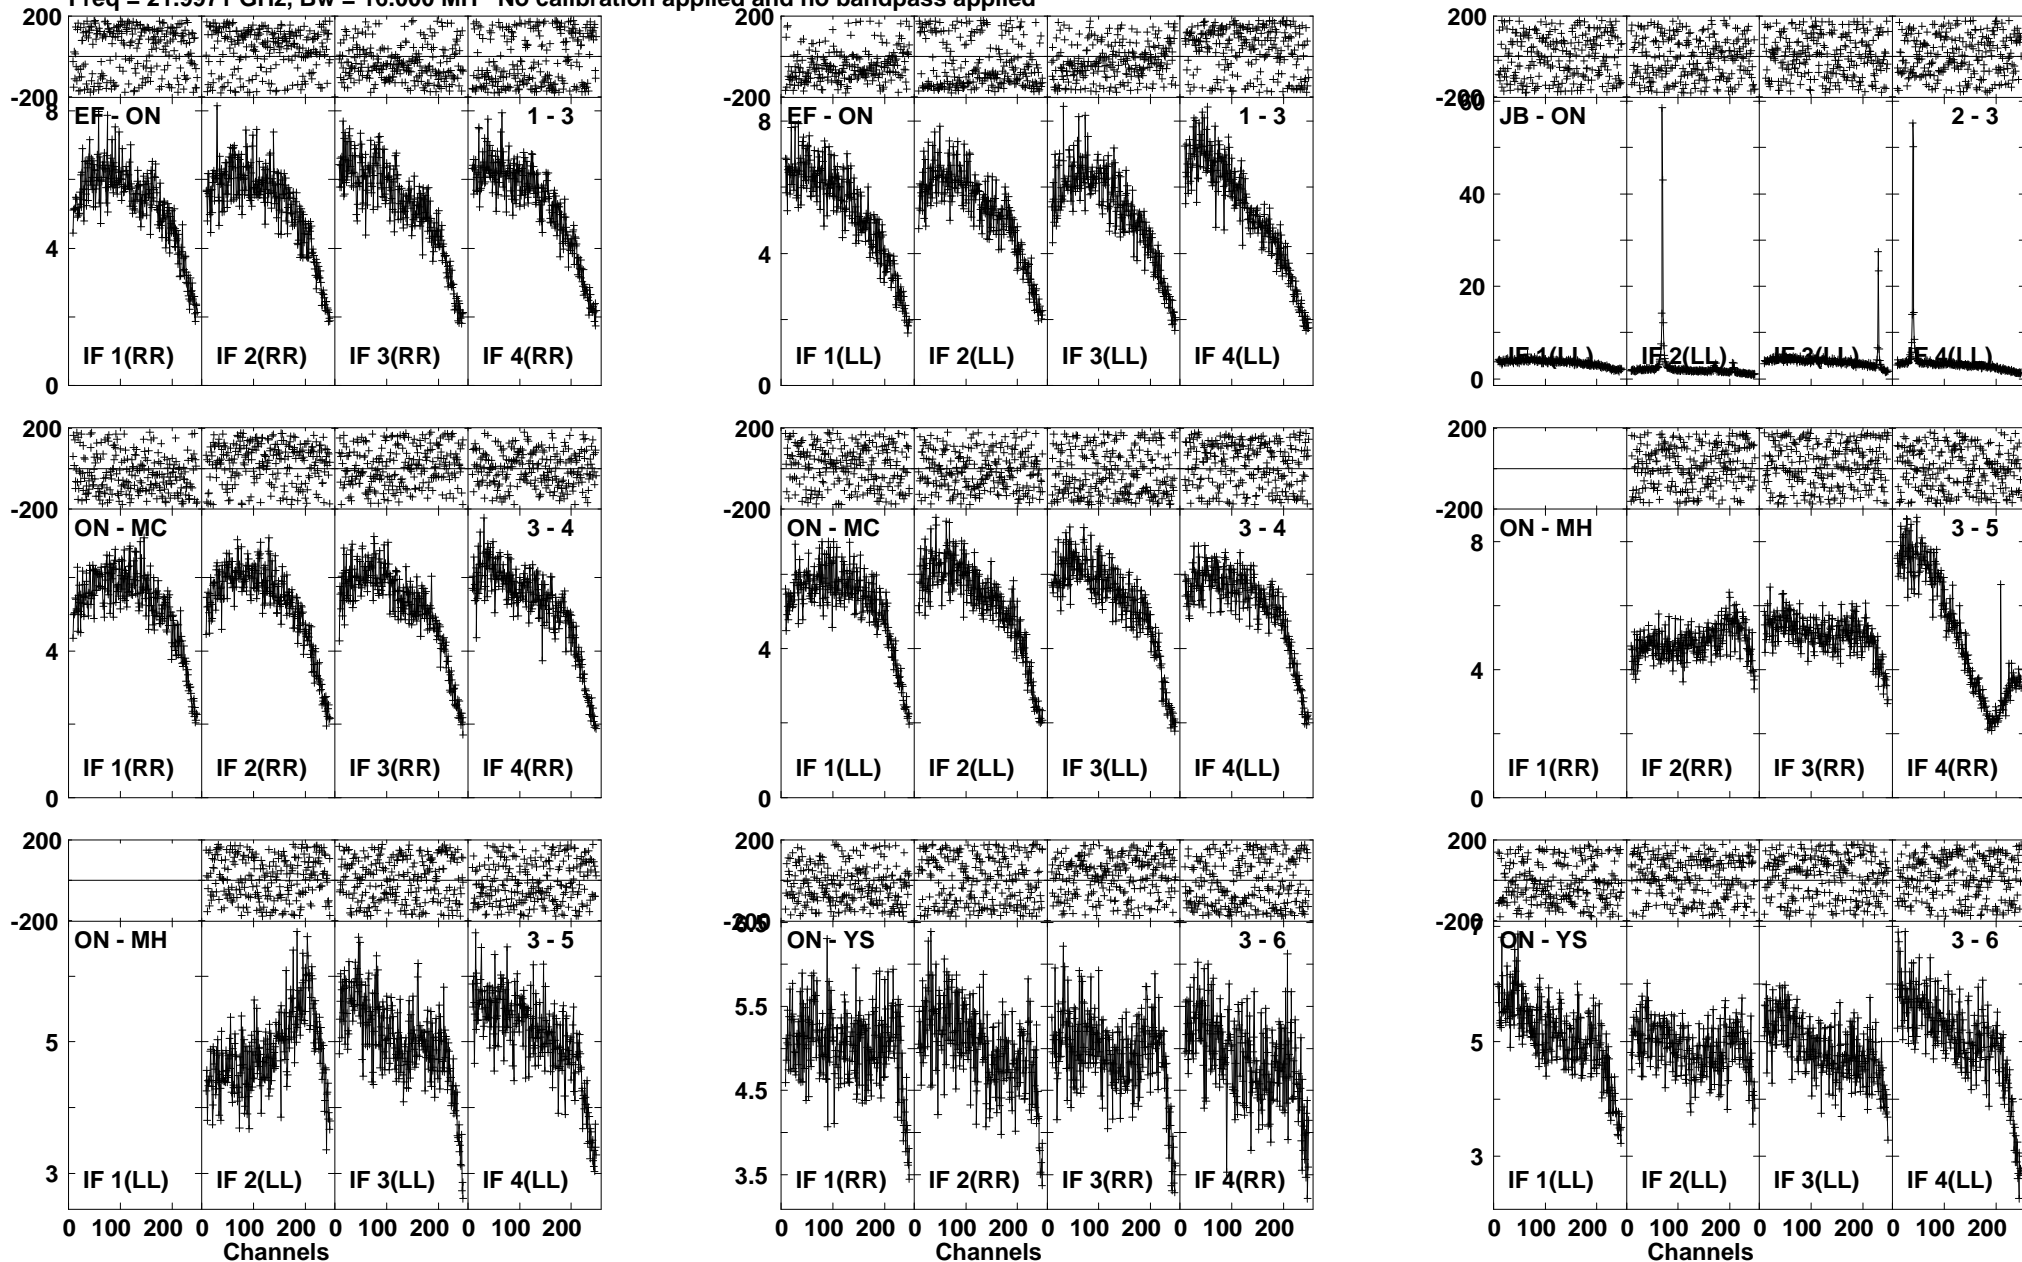 Freq = 21.9971 GHz, Bw = 16.000 MH No calibration applied and no bandpass applied
200 200 200
-200 -200 -200
8 8 60
EF - ON 1 - 3 EF - ON 1 - 3 JB - ON 2 - 3
40
4 4 20
IF 1(RR) IF 2(RR) IF 3(RR) IF 4(RR) IF 1(LL) IF 2(LL) IF 3(LL) IF 4(LL) IF 1(LL) IF 2(LL) IF 3(LL) IF 4(LL)
0 0 0
200 200 200
-200 -200 -200
ON - MC 3 - 4 ON - MC 3 - 4 ON - MH 3 - 5
8
4 4 4
IF 1(RR) IF 2(RR) IF 3(RR) IF 4(RR) IF 1(LL) IF 2(LL) IF 3(LL) IF 4(LL) IF 1(RR) IF 2(RR) IF 3(RR) IF 4(RR)
0 0 0
200 200 200
-200 -200 -200
6.5 7
ON - MH 3 - 5 ON - YS 3 - 6 ON - YS 3 - 6
5.5
5 5
4.5
3 3.5 3
IF 1(LL) IF 2(LL) IF 3(LL) IF 4(LL) IF 1(RR) IF 2(RR) IF 3(RR) IF 4(RR) IF 1(LL) IF 2(LL) IF 3(LL) IF 4(LL)
0 100 0 100 200 0 100 200 0 100 200 0 100 0 100 200 0 100 200 0 100 200 0 100 0 100 200 0 100 200 0 100 200
Channels Channels Channels